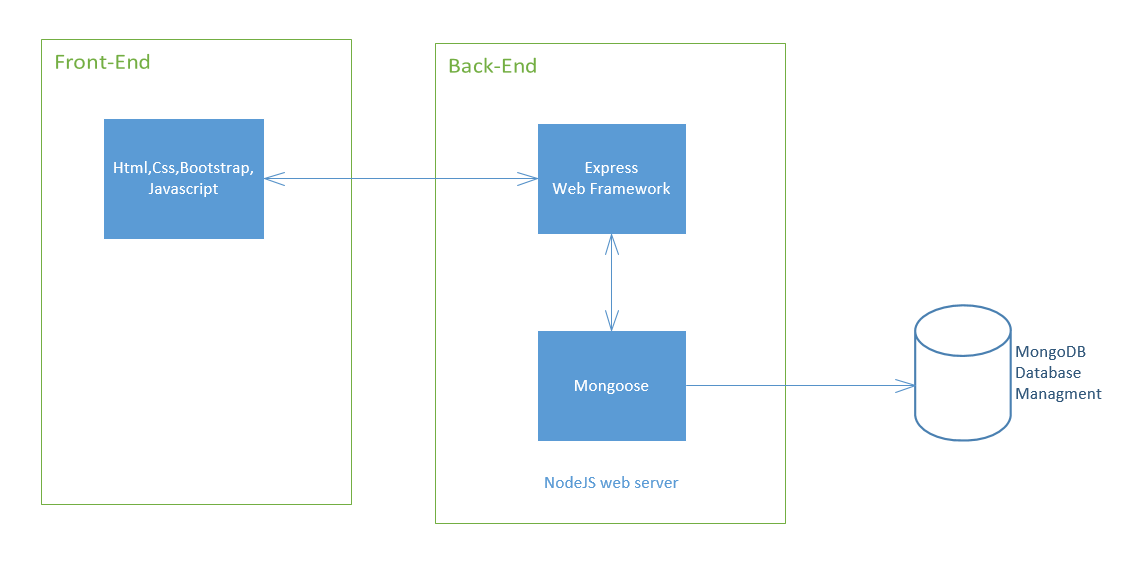 Front-End
Html,Css,Bootstrap,
Javascript
Back-End
Express
Web Framework
Mongoose
NodeJS web server
MongoDB
Database
Managment